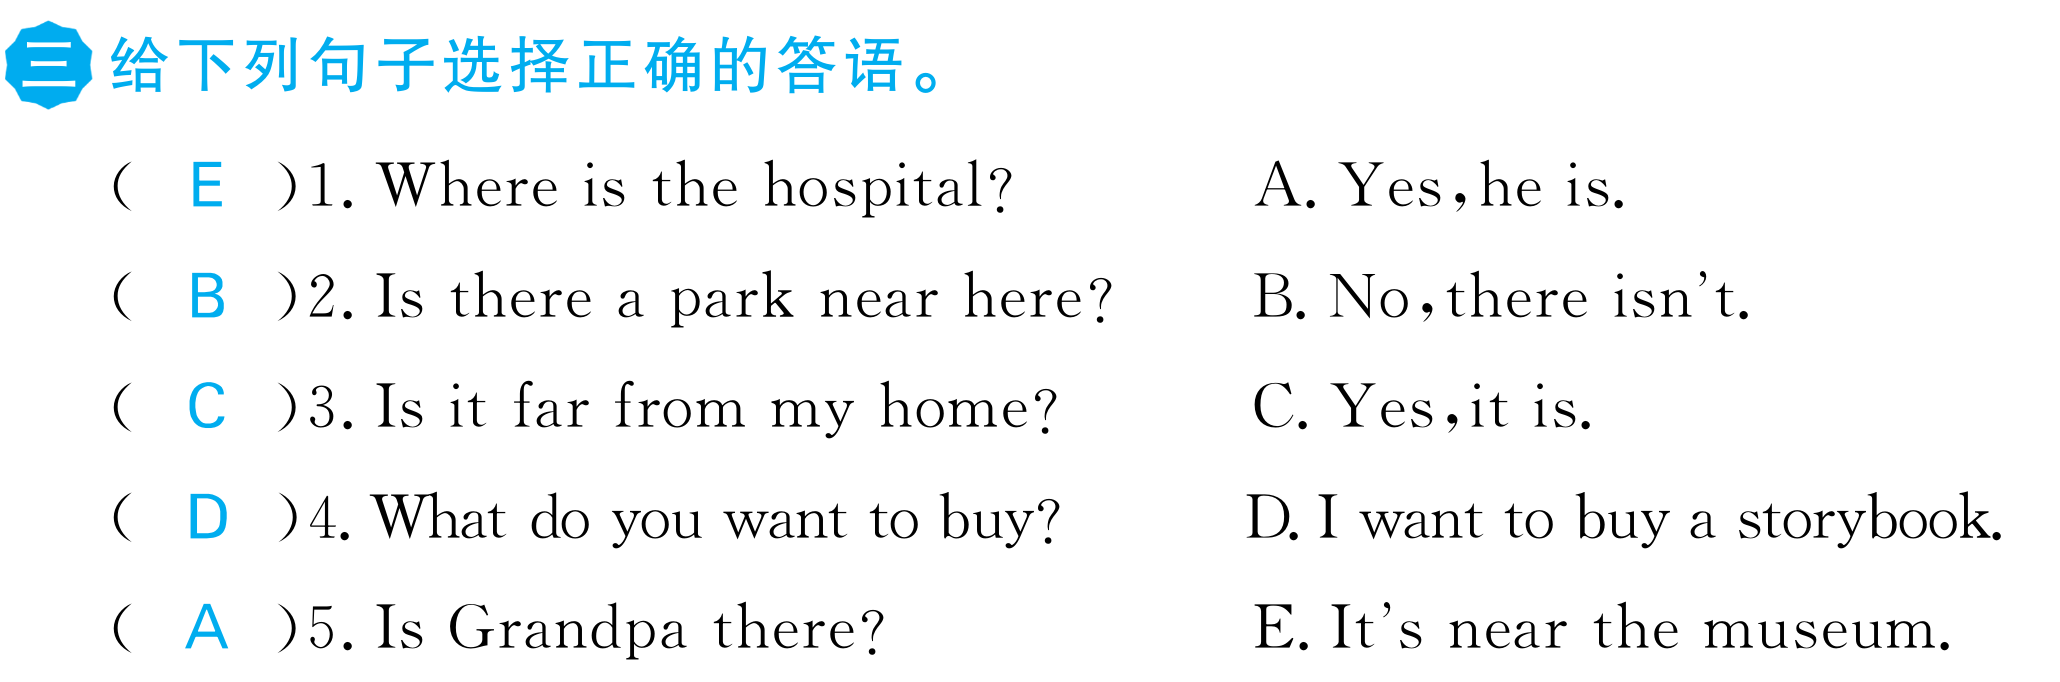 三 给下列句子选择正确的答语。
( E )1. Where is the hospital? A. Yes,he is.
( B )2. Is there a park near here? B. No,there isn't.
( C )3. Is it far from my home? C. Yes,it is.
( D )4. What do you want to buy? D. I want to buy a storybook.
( A )5. Is Grandpa there? E. It's near the museum.